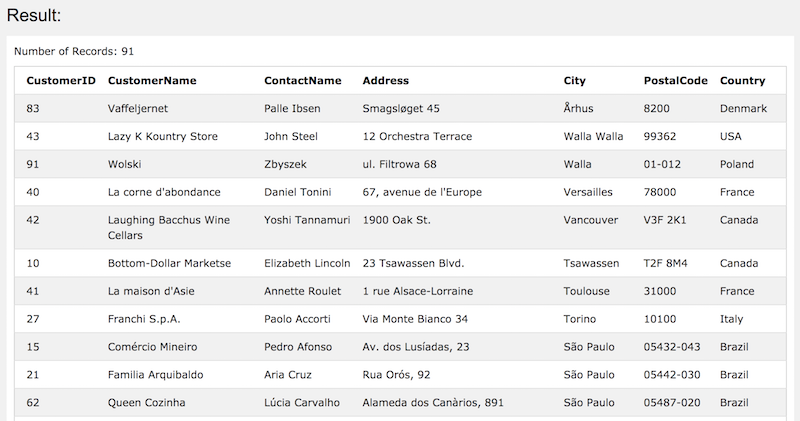 Result:
Number of Records: 91
CustomerID CustomerName ContactName Address City PostalCode Country
83 Vaffeljernet Palle Ibsen Smagsløget 45 Århus 8200 Denmark
43 Lazy K Kountry Store John Steel 12 Orchestra Terrace Walla Walla 99362 USA
91 Wolski Zbyszek ul. Filtrowa 68 Walla 01-012 Poland
40 La corne d'abondance Daniel Tonini 67, avenue de l'Europe Versailles 78000 France
42 Laughing Bacchus Wine Yoshi Tannamuri 1900 Oak St. Vancouver V3F 2K1 Canada
Cellars
10 Bottom-Dollar Marketse Elizabeth Lincoln 23 Tsawassen Blvd. Tsawassen T2F 8M4 Canada
41 La maison d'Asie Annette Roulet 1 rue Alsace-Lorraine Toulouse 31000 France
27 Franchi S.p.A. Paolo Accorti Via Monte Bianco 34 Torino 10100 Italy
15 Comércio Mineiro Pedro Afonso Av. dos Lusíadas, 23 São Paulo 05432-043 Brazil
21 Familia Arquibaldo Aria Cruz Rua Orós, 92 São Paulo 05442-030 Brazil
62 Queen Cozinha Lúcia Carvalho Alameda dos Canàrios, 891 São Paulo 05487-020 Brazil